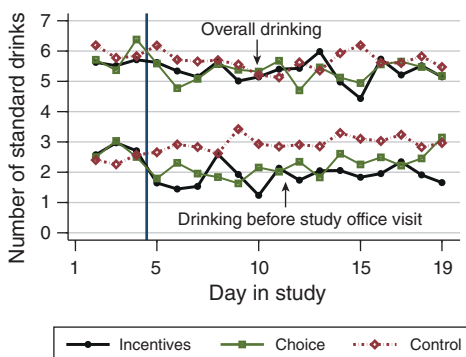 Number of standard drinks
7
6
5
4
3
2
1
0
Overall drinking
Drinking before study office visit
1 5 10 15 19
Day in study
Incentives Choice Control